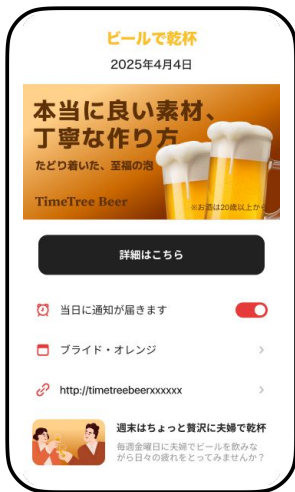 ビールで乾杯
2025年4月4日
本当に良い素材、
丁寧な作り方
たどり着いた、至福の泡
TimeTree Beer
※お酒は20歳以上から
詳細はこちら
当日に通知が届きます
ブライド・オレンジ
http://timetreebeerxxxxxx
週末はちょっと贅沢に夫婦で乾杯
毎週金曜日に夫婦でビールを飲みな
がら日々の疲れをとってみませんか？